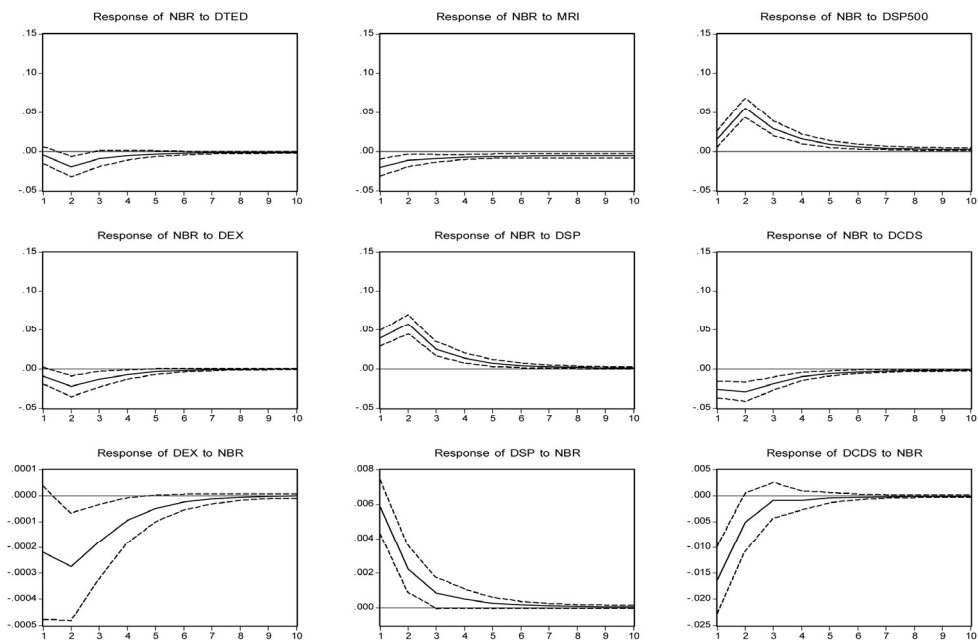 Response of NBR to DTED
.15
.10
.05
.00
-.05
1 2 3 4 5 6 7 8 9 10
Response of NBR to MRI
.15
.10
.05
.00
-.05
1 2 3 4 5 6 7 8 9 10
Response of NBR to DSP500
.15
.10
.05
.00
-.05
1 2 3 4 5 6 7 8 9 10
Response of NBR to DEX
.15
.10
.05
.00
-.05
1 2 3 4 5 6 7 8 9 10
Response of NBR to DSP
.15
.10
.05
.00
-.05
1 2 3 4 5 6 7 8 9 10
Response of NBR to DCDS
.15
.10
.05
.00
-.05
1 2 3 4 5 6 7 8 9 10
Response of DEX to NBR
.0001
.0000
-.0001
-.0002
-.0003
-.0004
-.0005
1 2 3 4 5 6 7 8 9 10
Response of DSP to NBR
.008
.006
.004
.002
.000
1 2 3 4 5 6 7 8 9 10
Response of DCDS to NBR
.005
.000
-.005
-.010
-.015
-.020
-.025
1 2 3 4 5 6 7 8 9 10